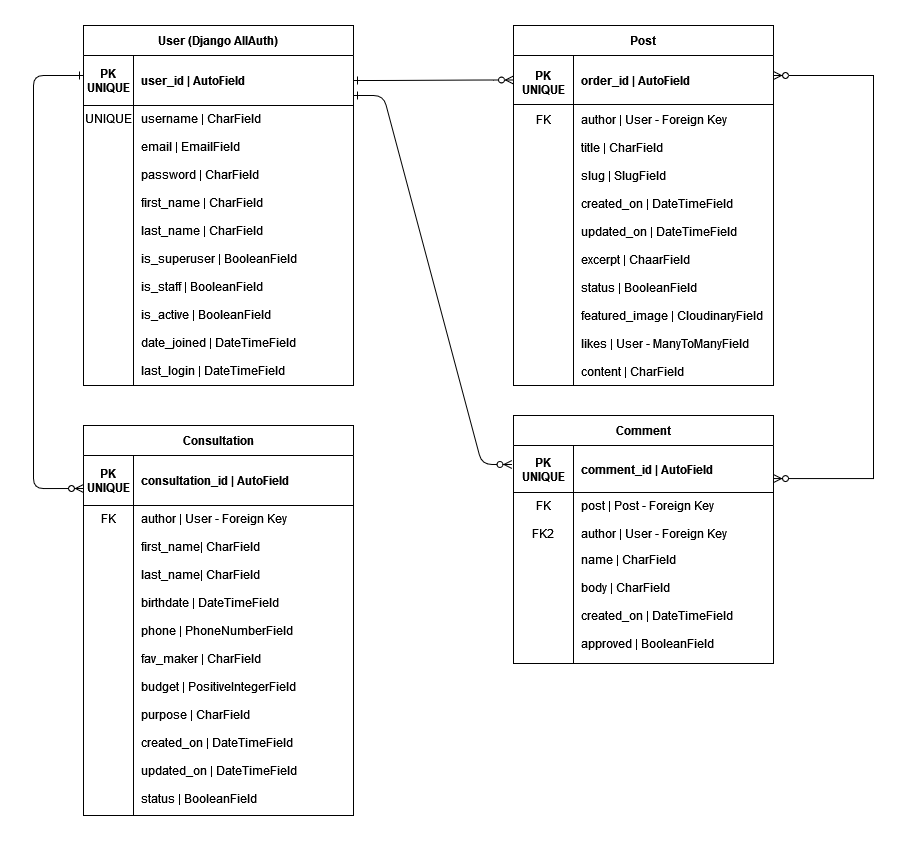 User (Django AllAuth)
PK
UNIQUE
user_id | AutoField
UNIQUE
username | CharField
email | EmailField
password | CharField
first_name | CharField
last_name | CharField
is_superuser | BooleanField
is_staff | BooleanField
is_active | BooleanField
date_joined | DateTimeField
last_login | DateTimeField
Post
PK
UNIQUE
order_id | AutoField
FK
author | User - Foreign Key
title | CharField
slug | SlugField
created_on | DateTimeField
updated_on | DateTimeField
excerpt | ChaarField
status | BooleanField
featured_image | CloudinaryField
likes | User - ManyToManyField
content | CharField
Consultation
PK
UNIQUE
consultation_id | AutoField
FK
author | User - Foreign Key
first_name| CharField
last_name| CharField
birthdate | DateTimeField
phone | PhoneNumberField
fav_maker | CharField
budget | PositiveIntegerField
purpose | CharField
created_on | DateTimeField
updated_on | DateTimeField
status | BooleanField
Comment
PK
UNIQUE
comment_id | AutoField
FK
post | Post - Foreign Key
FK2
author | User - Foreign Key
name | CharField
body | CharField
created_on | DateTimeField
approved | BooleanField